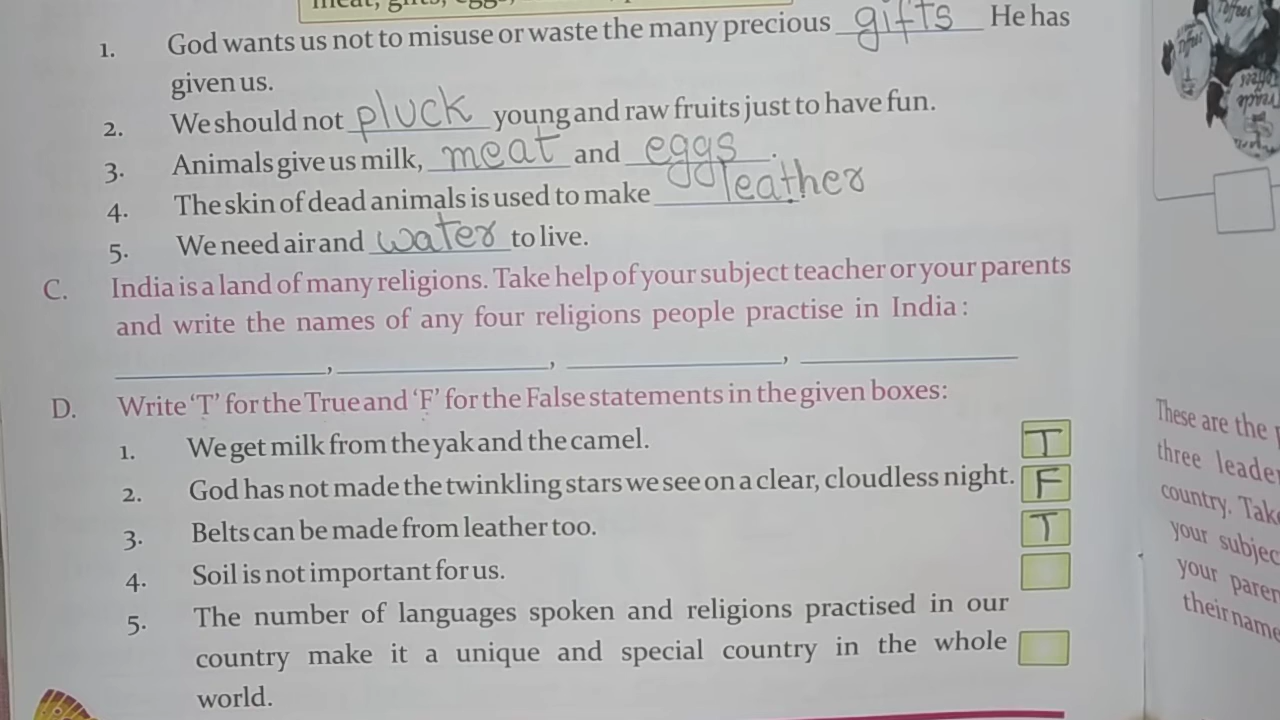 meat, gifts, eggs,
1. God wants us not to misuse or waste the many precious gifts He has
given us.
2. We should not pluck young and raw fruits just to have fun.
3. Animals give us milk, meat and eggs.
4. The skin of dead animals is used to make leather.
5. We need air and water to live.
C. India is a land of many religions. Take help of your subject teacher or your parents
and write the names of any four religions people practise in India :
, , ,
D. Write 'T' for the True and 'F' for the False statements in the given boxes:
1. We get milk from the yak and the camel. T
2. God has not made the twinkling stars we see on a clear, cloudless night. F
3. Belts can be made from leather too. T
4. Soil is not important for us.
5. The number of languages spoken and religions practised in our
country make it a unique and special country in the whole
world.
These are the
three
country.
your
your
their